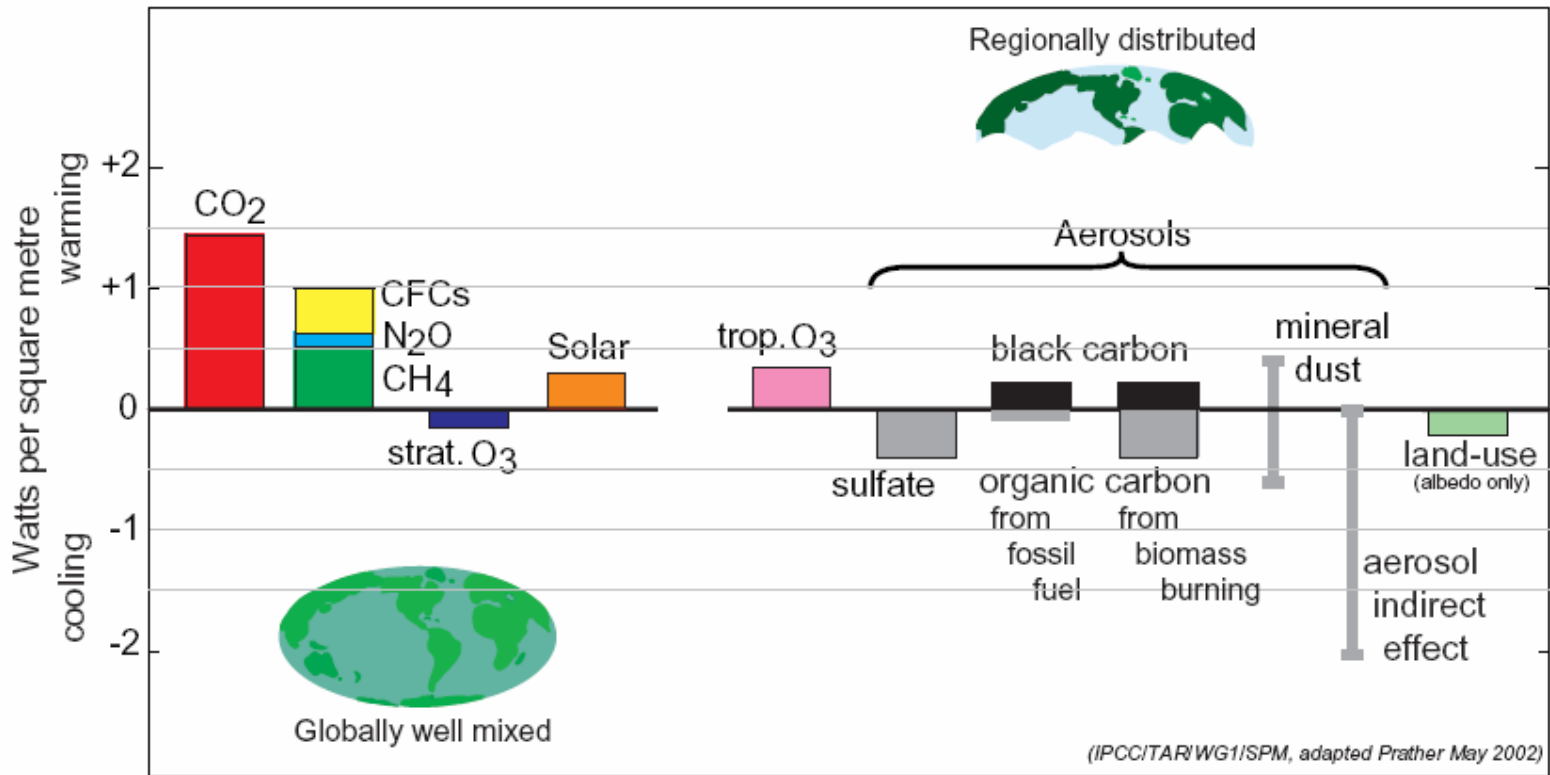 Regionally distributed
Watts per square metre
warming
cooling
+2
+1
0
-1
-2
CO2
CFCs
N2O
CH4
strat. O3
Solar
trop. O3
Aerosols
sulfate
black carbon
organic carbon
from
fossil
fuel
from
biomass
burning
mineral
dust
aerosol
indirect
effect
land-use
(albedo only)
Globally well mixed
(IPCC/TAR/WG1/SPM, adapted Prather May 2002)